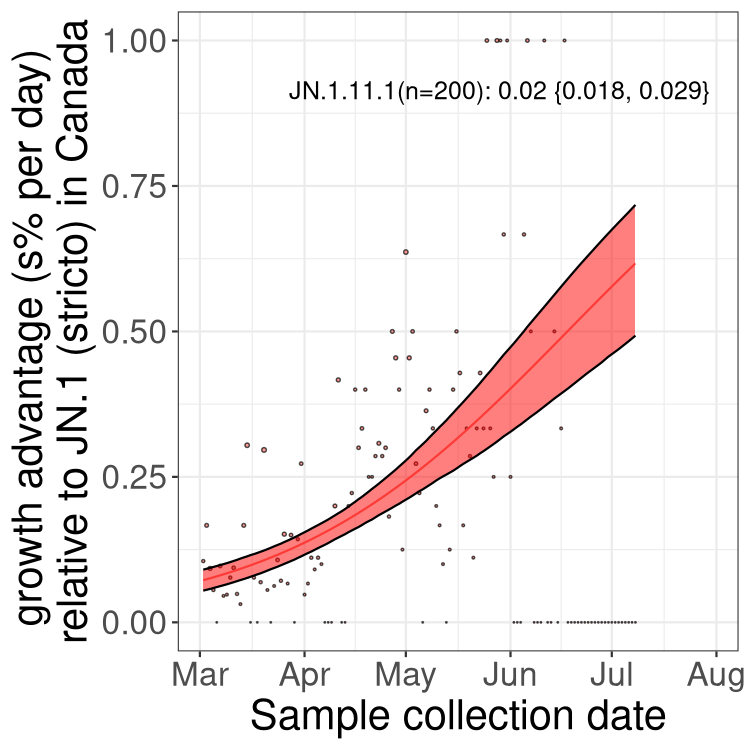 growth advantage (s% per day)
relative to JN.1 (stricto) in Canada
1.00
0.75
0.50
0.25
0.00
JN.1.11.1(n=200): 0.02 {0.018, 0.029}
Mar Apr May Jun Jul Aug
Sample collection date